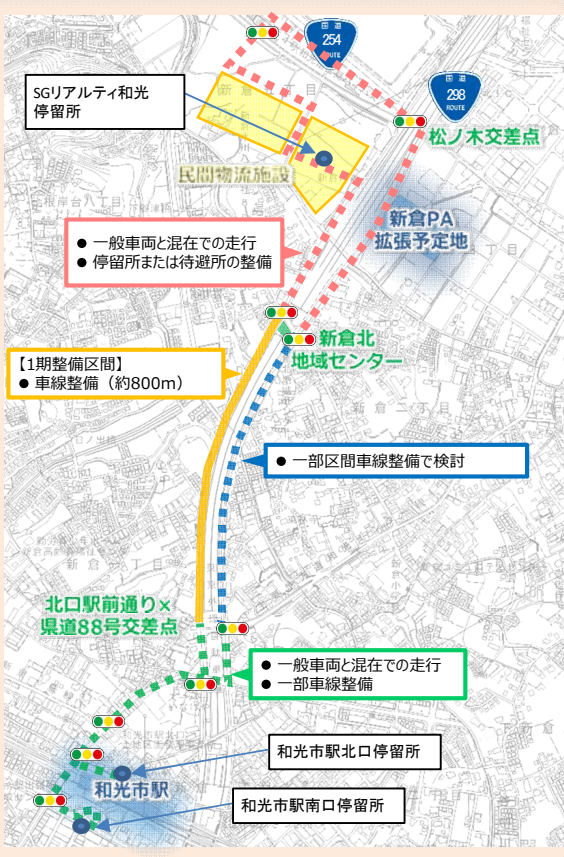 国道
254
ROUTE
国道
298
ROUTE
SGリアルティ和光
停留所
松ノ木交差点
民間物流施設
新倉PA
拡張予定地
● 一般車両と混在での走行
● 停留所または待避所の整備
新倉北
地域センター
【1期整備区間】
● 車線整備（約800m）
● 一部区間車線整備で検討
北口駅前通り×
県道88号交差点
● 一般車両と混在での走行
● 一部車線整備
和光市駅北口停留所
和光市駅
和光市駅南口停留所